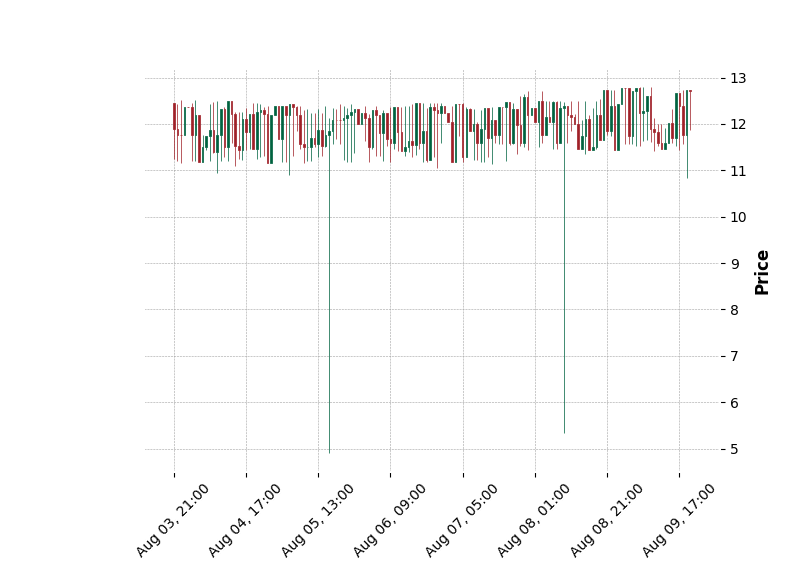 13
12
11
10
9
8
7
6
5
Price
Aug 03, 21:00
Aug 04, 17:00
Aug 05, 13:00
Aug 06, 09:00
Aug 07, 05:00
Aug 08, 01:00
Aug 08, 21:00
Aug 09, 17:00